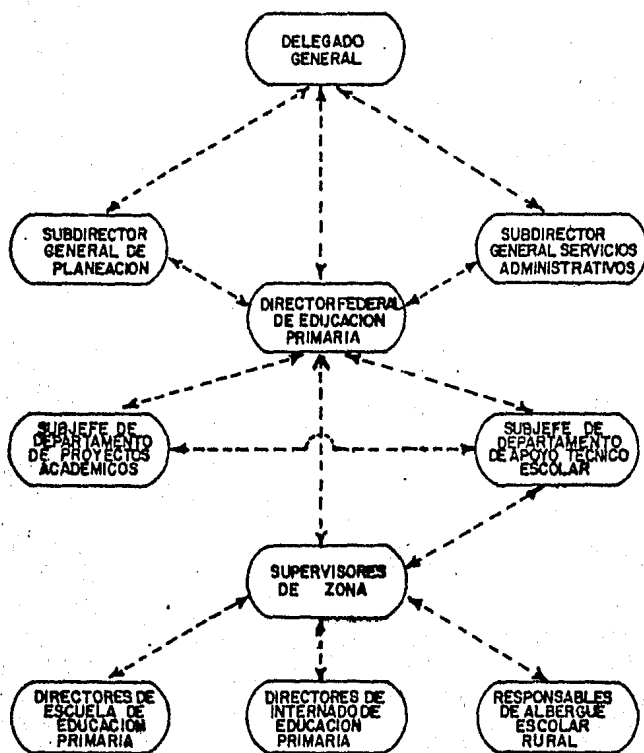 DELEGADO
GENERAL
SUBDIRECTOR
GENERAL DE
PLANEACION
SUBDIRECTOR
GENERAL SERVICIOS
ADMINISTRATIVOS
DIRECTOR FEDERAL
DE EDUCACION
PRIMARIA
SUBJEFE DE
DEPARTAMENTO
DE PROYECTOS
ACADÉMICOS
SUBJEFE DE
DEPARTAMENTO
DE APOYO TECNICO
ESCOLAR
SUPERVISORES
DE ZONA
DIRECTORES DE
ESCUELA DE
EDUCACION
PRIMARIA
DIRECTORES DE
INTERNADO DE
EDUCACION
PRIMARIA
RESPONSABLES
DE ALBERGUE
ESCOLAR
RURAL